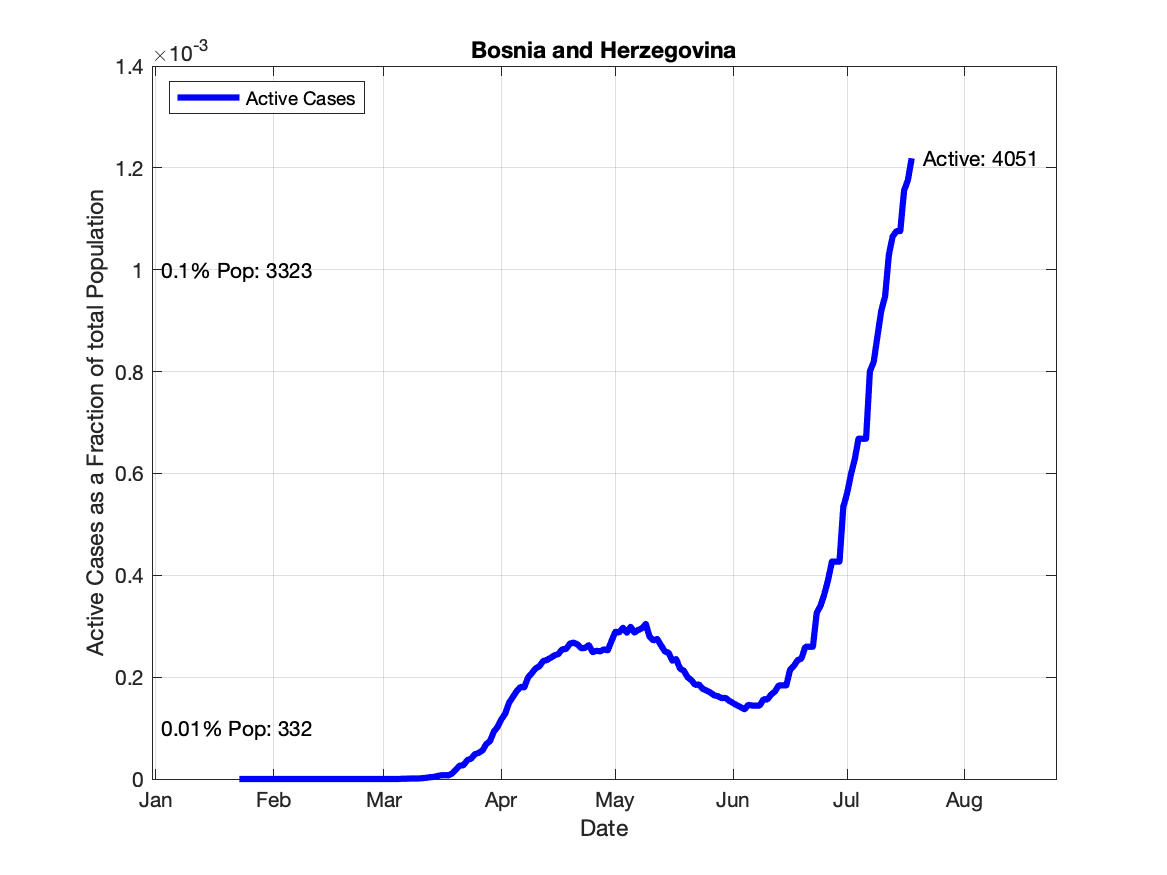 Bosnia and Herzegovina
×10-3
1.4
1.2
1
0.8
0.6
0.4
0.2
0
Active Cases
Active: 4051
0.1% Pop: 3323
0.01% Pop: 332
Active Cases as a Fraction of total Population
Jan Feb Mar Apr May Jun Jul Aug
Date